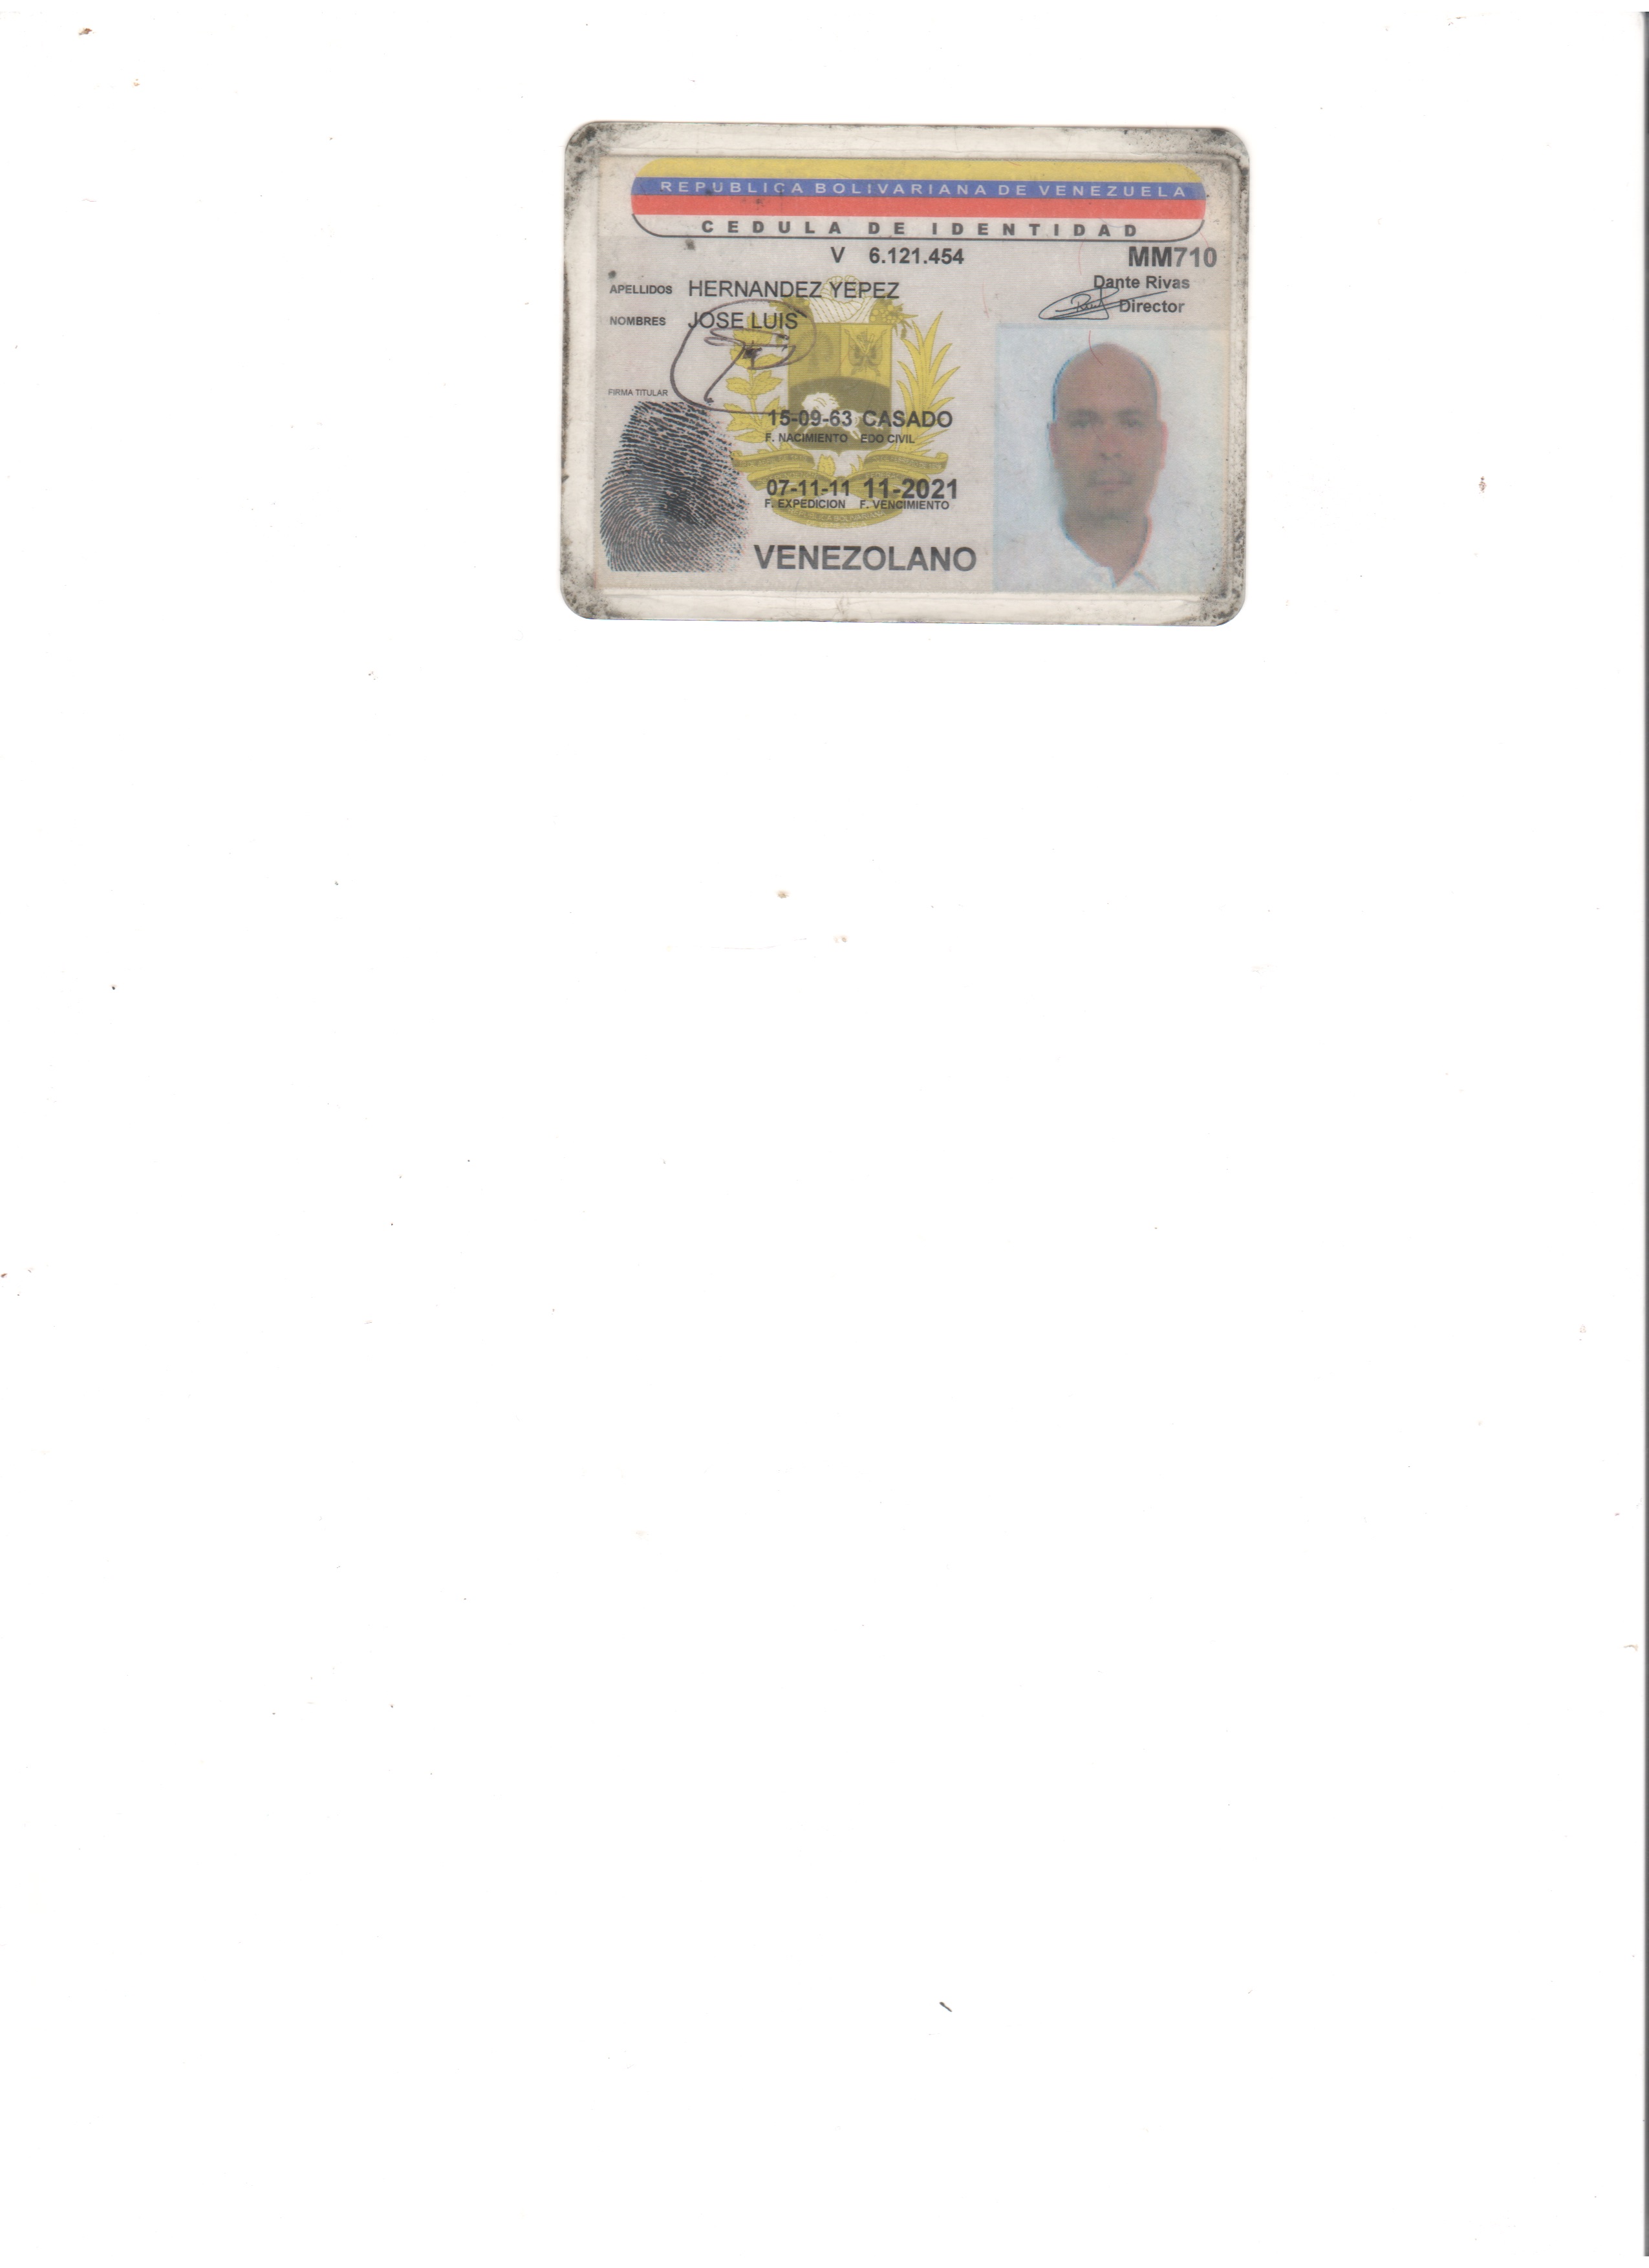 REPUBLICA BOLIVARIANA DE VENEZUELA
CEDULA DE IDENTIDAD
V 6.121.454 MM710
Dante Rivas
Director
APELLIDOS HERNANDEZ YEPEZ
NOMBRES JOSE LUIS
FIRMA TITULAR
15-09-63 CASADO
F. NACIMIENTO EDO CIVIL
07-11-11 11-2021
F. EXPEDICION F. VENCIMIENTO
VENEZOLANO